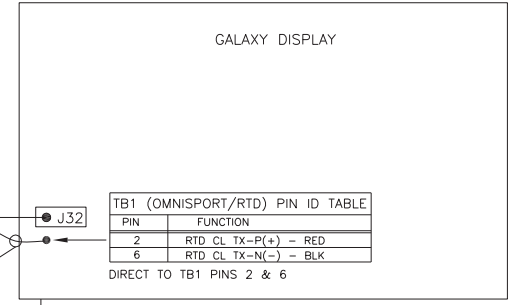 GALAXY DISPLAY
J32
TB1 (OMNISPORT/RTD) PIN ID TABLE
PIN FUNCTION
2 RTD CL TX-P(+) - RED
6 RTD CL TX-N(-) - BLK
DIRECT TO TB1 PINS 2 & 6